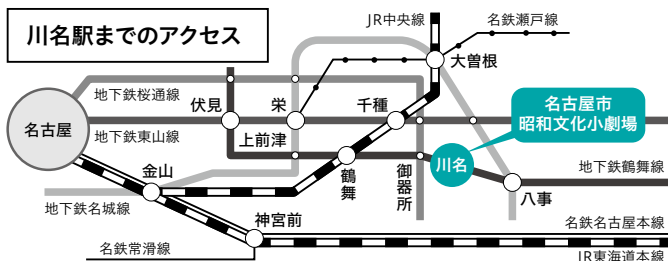 川名駅までのアクセス
JR中央線
名鉄瀬戸線
大曽根
地下鉄桜通線
伏見
栄
千種
名古屋市
昭和文化小劇場
名古屋
地下鉄東山線
上前津
川名
地下鉄鶴舞線
金山
鶴舞
御器所
八事
地下鉄名城線
神宮前
名鉄名古屋本線
名鉄常滑線
JR東海道本線